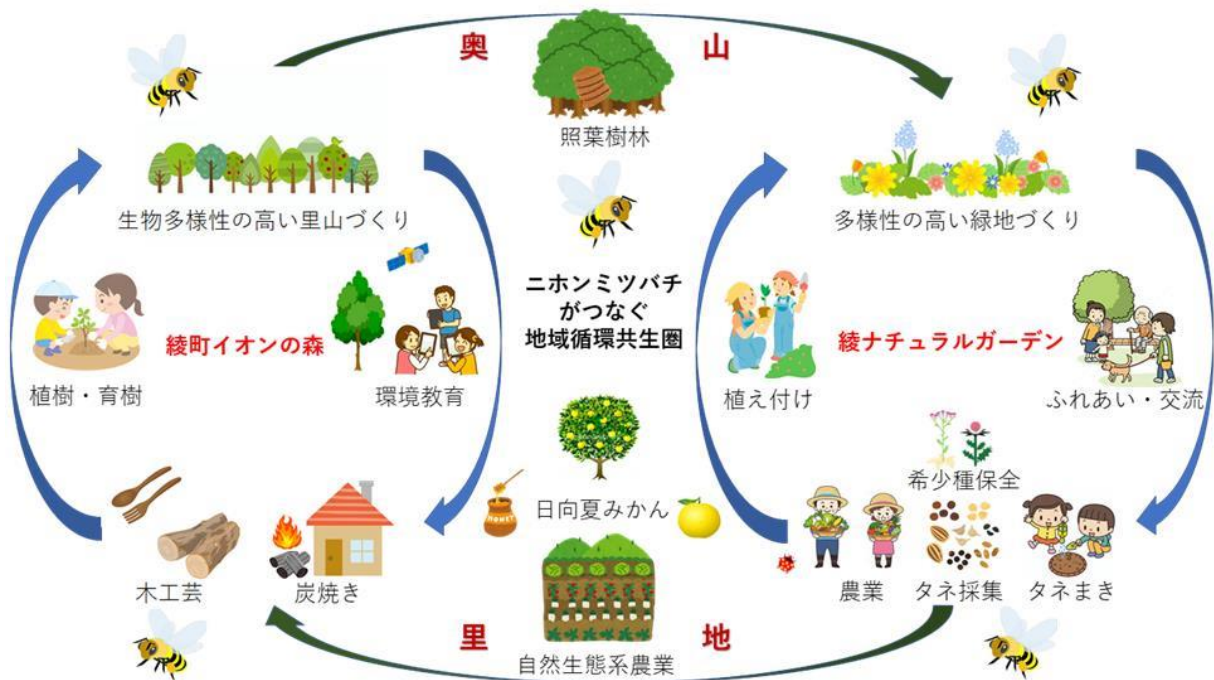 奥 山
照葉樹林
生物多様性の高い里山づくり
多様性の高い緑地づくり
ニホンミツバチ
がつなぐ
地域循環共生圏
綾町イオンの森
綾ナチュラルガーデン
植樹・育樹
環境教育
植え付け
ふれあい・交流
希少種保全
HONEY
日向夏みかん
木工芸
炭焼き
農業
タネ採集
タネまき
里 地
自然生態系農業